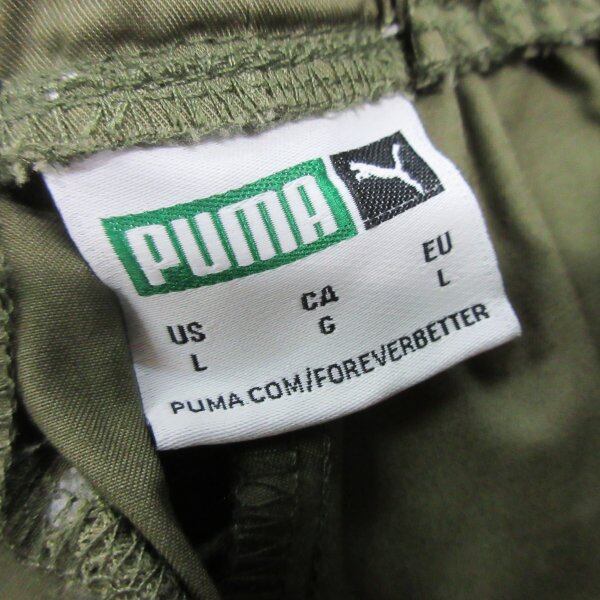 PUMA
US CA EU
L G L
PUMA.COM/FOREVERBETTER